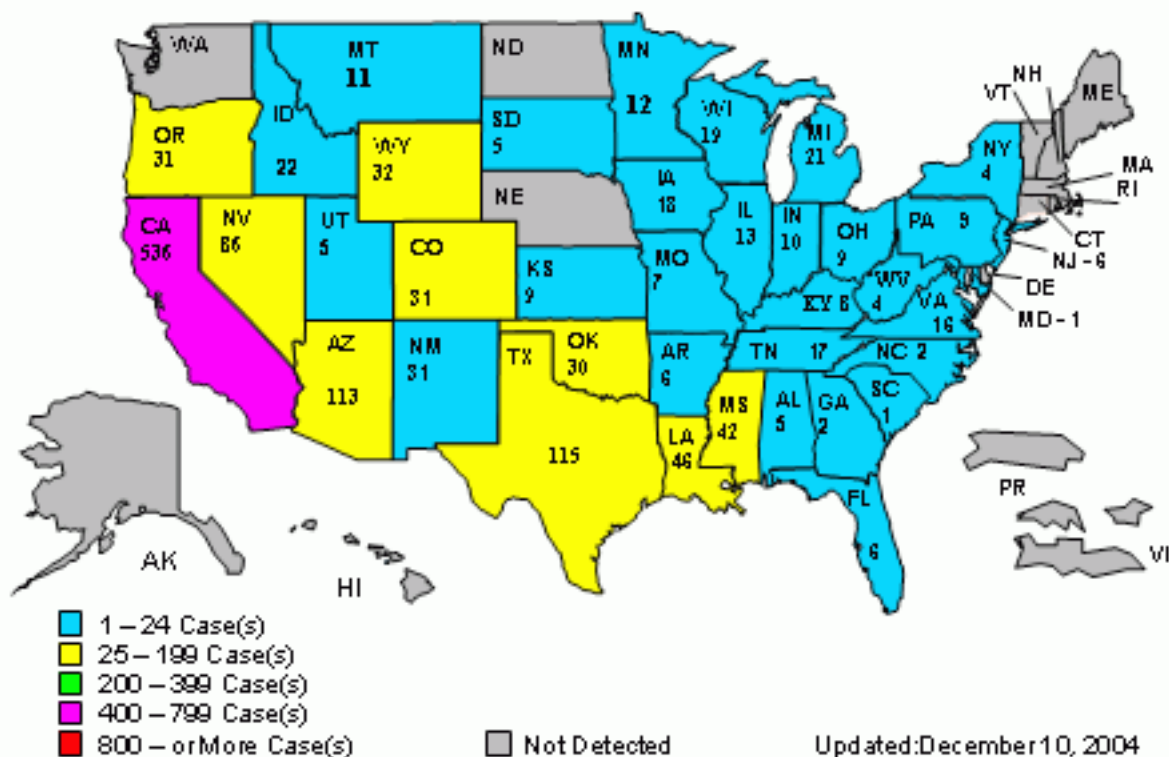 WA
MT
11
ND
MN
12
NH
VT
ME
OR
31
ID
22
WY
32
SD
5
WI
19
MI
21
NY
4
MA
RI
CA
536
NV
86
UT
5
CO
31
NE
IA
18
IL
13
IN
10
OH
9
PA 9
CT
NJ-6
KS
9
MO
7
KY 8
WV
4
VA
16
DE
MD-1
AZ
113
NM
31
TX
115
OK
30
AR
6
TN 17
NC 2
SC
1
MS
42
AL
5
GA
2
LA
46
FL
6
PR
VI
AK
HI
1 – 24 Case(s)
25 – 199 Case(s)
200 – 399 Case(s)
400 – 799 Case(s)
800 – or More Case(s)
Not Detected
Updated:December 10, 2004